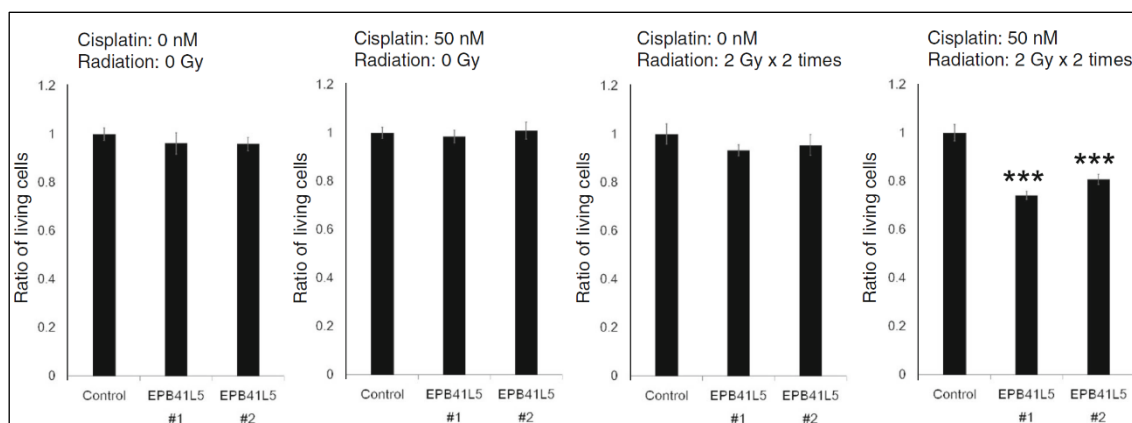 Cisplatin: 0 nM
Radiation: 0 Gy
Ratio of living cells
1.2
1
0.8
0.6
0.4
0.2
0
Control
EPB41L5
#1
EPB41L5
#2
Cisplatin: 50 nM
Radiation: 0 Gy
Ratio of living cells
1.2
1
0.8
0.6
0.4
0.2
0
Control
EPB41L5
#1
EPB41L5
#2
Cisplatin: 0 nM
Radiation: 2 Gy x 2 times
Ratio of living cells
1.2
1
0.8
0.6
0.4
0.2
0
Control
EPB41L5
#1
EPB41L5
#2
Cisplatin: 50 nM
Radiation: 2 Gy x 2 times
Ratio of living cells
1.2
1
0.8
0.6
0.4
0.2
0
***
***
Control
EPB41L5
#1
EPB41L5
#2